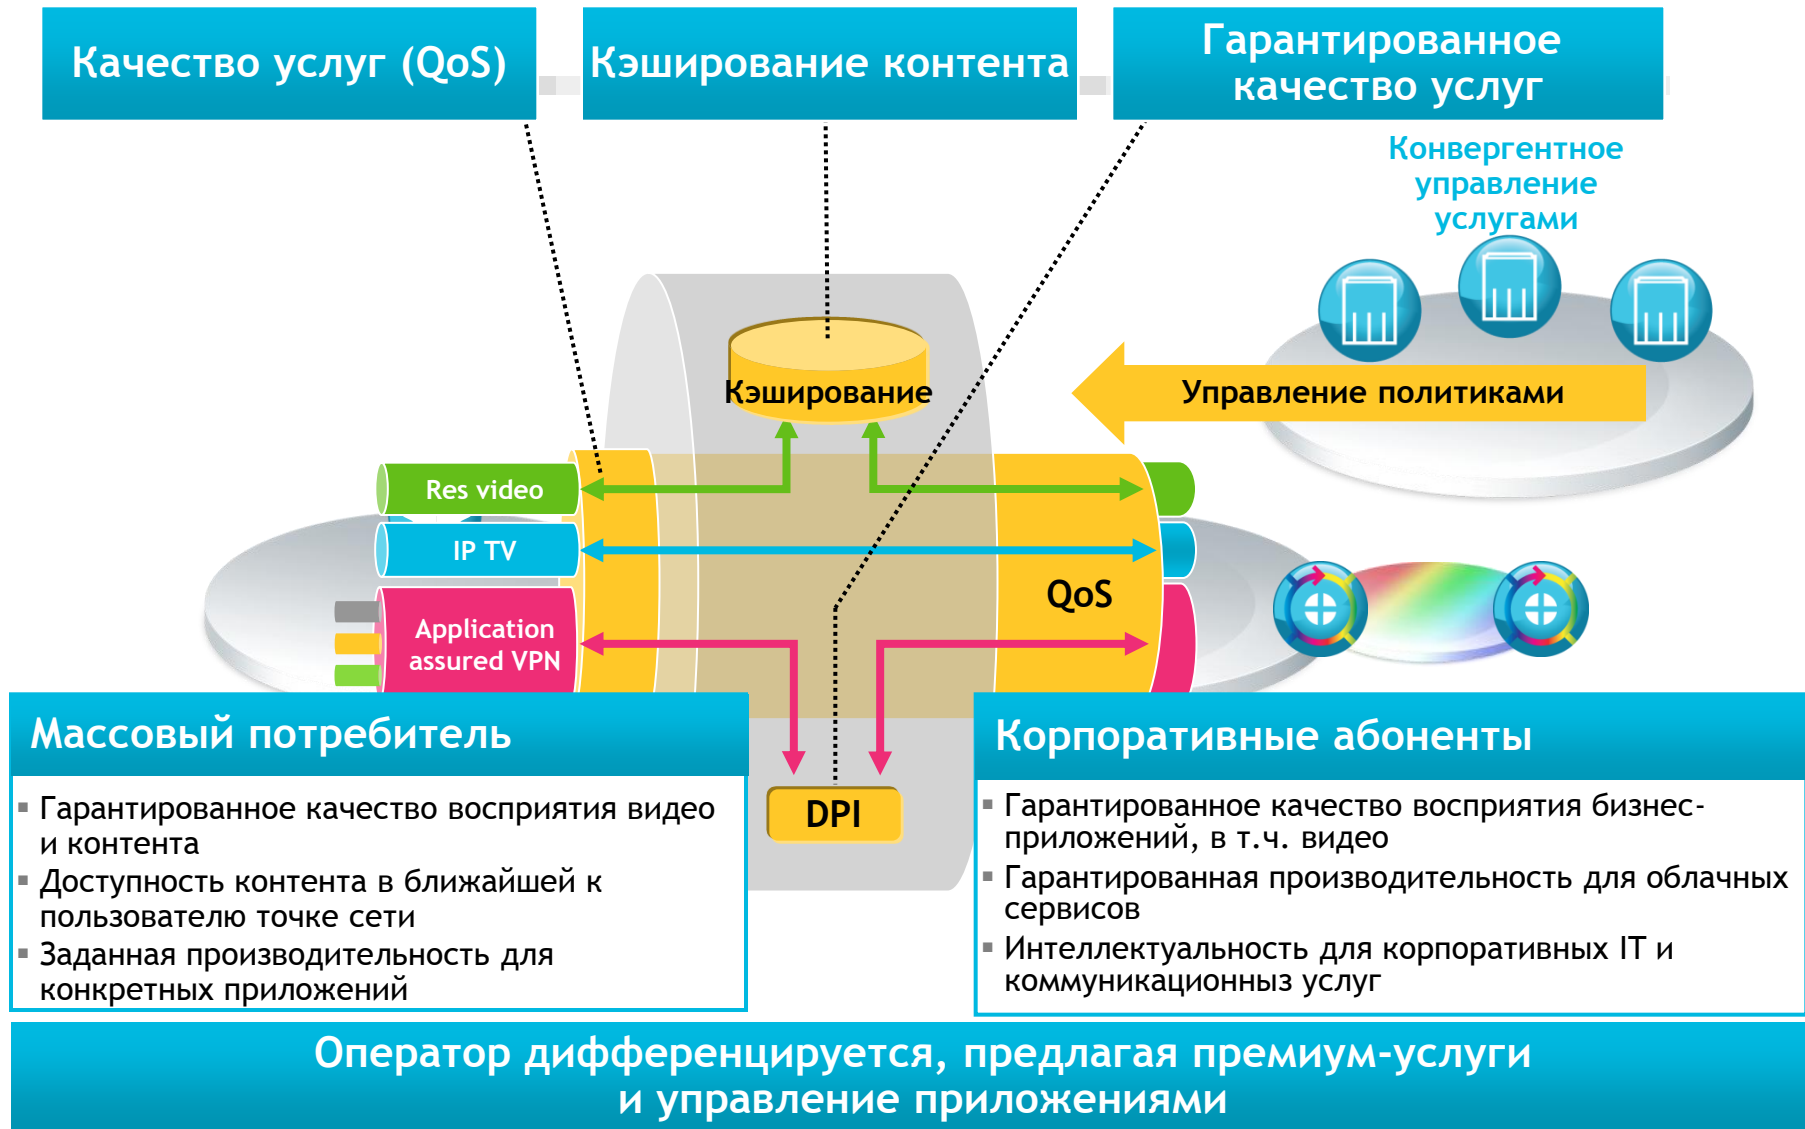 Качество услуг (QoS)
Кэширование контента
Гарантированное
качество услуг
Конвергентное
управление
услугами
Кэширование
Управление политиками
Res video
IP TV
QoS
Application
assured VPN
DPI
Массовый потребитель
▪ Гарантированное качество восприятия видео
и контента
▪ Доступность контента в ближайшей к
пользователю точке сети
▪ Заданная производительность для
конкретных приложений
Корпоративные абоненты
▪ Гарантированное качество восприятия бизнес-
приложений, в т.ч. видео
▪ Гарантированная производительность для облачных
сервисов
▪ Интеллектуальность для корпоративных IT и
коммуникационныз услуг
Оператор дифференцируется, предлагая премиум-услуги
и управление приложениями